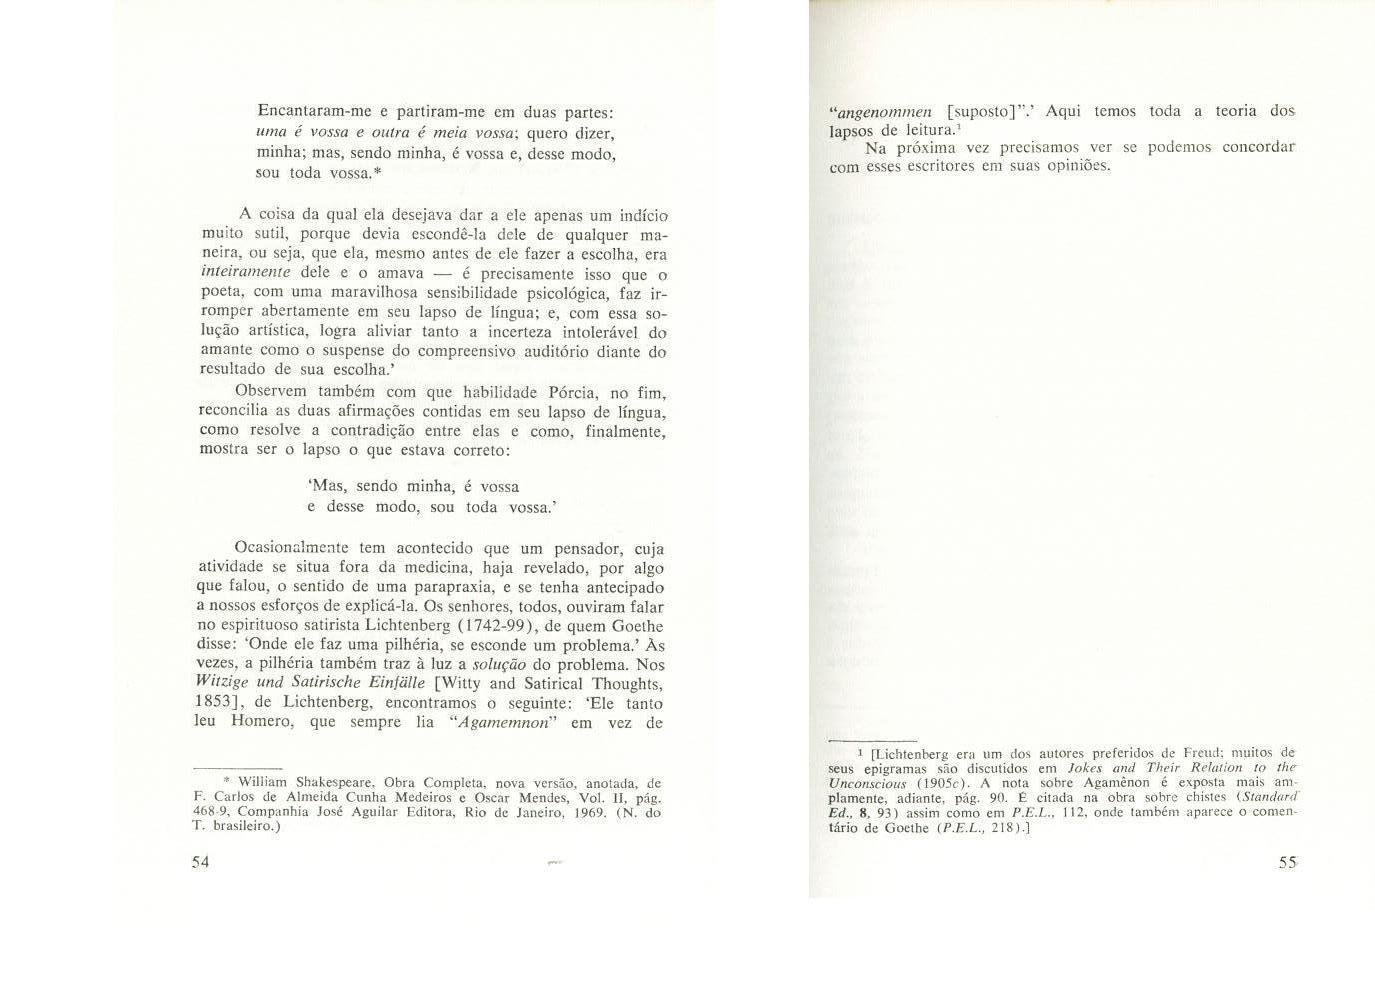 Encantaram-me e partiram-me em duas partes:
uma é vossa e outra é meia vossa; quero dizer,
minha; mas, sendo minha, é vossa e, desse modo,
sou toda vossa.*
A coisa da qual ela desejava dar a ele apenas um indício
muito sutil, porque devia escondê-la dele de qualquer ma-
neira, ou seja, que ela, mesmo antes de ele fazer a escolha, era
inteiramente dele e o amava — é precisamente isso que o
poeta, com uma maravilhosa sensibilidade psicológica, faz ir-
romper abertamente em seu lapso de língua; e, com essa so-
lução artística, logra aliviar tanto a incerteza intolerável do
amante como o suspense do compreensivo auditório diante do
resultado de sua escolha.’
Observem também com que habilidade Pórcia, no fim,
reconcilia as duas afirmações contidas em seu lapso de língua,
como resolve a contradição entre elas e como, finalmente,
mostra ser o lapso o que estava correto:
‘Mas, sendo minha, é vossa
e desse modo, sou toda vossa.’
Ocasionalmente tem acontecido que um pensador, cuja
atividade se situa fora da medicina, haja revelado, por algo
que falou, o sentido de uma parapraxia, e se tenha antecipado
a nossos esforços de explicá-la. Os senhores, todos, ouviram falar
no espirituoso satirista Lichtenberg (1742-99), de quem Goethe
disse: ‘Onde ele faz uma pilhéria, se esconde um problema.’ Às
vezes, a pilhéria também traz à luz a solução do problema. Nos
Witzige und Satirische Einfälle [Witty and Satirical Thoughts,
1853], de Lichtenberg, encontramos o seguinte: ‘Ele tanto
leu Homero, que sempre lia “Agamemnon” em vez de
* William Shakespeare, Obra Completa, nova versão, anotada, de
F. Carlos de Almeida Cunha Medeiros e Oscar Mendes, Vol. II, pág.
468-9, Companhia José Aguilar Editora, Rio de Janeiro, 1969. (N. do
T. brasileiro.)
54
“angenommen [suposto]”.’ Aqui temos toda a teoria dos
lapsos de leitura.¹
Na próxima vez precisamos ver se podemos concordar
com esses escritores em suas opiniões.
¹ [Lichtenberg era um dos autores preferidos de Freud; muitos de
seus epigramas são discutidos em Jokes and Their Relation to the
Unconscious (1905c). A nota sobre Agamênon é exposta mais am-
plamente, adiante, pág. 90. É citada na obra sobre chistes (Standard
Ed., 8, 93) assim como em P.E.L., 112, onde também aparece o comen-
tário de Goethe (P.E.L., 218).]
55